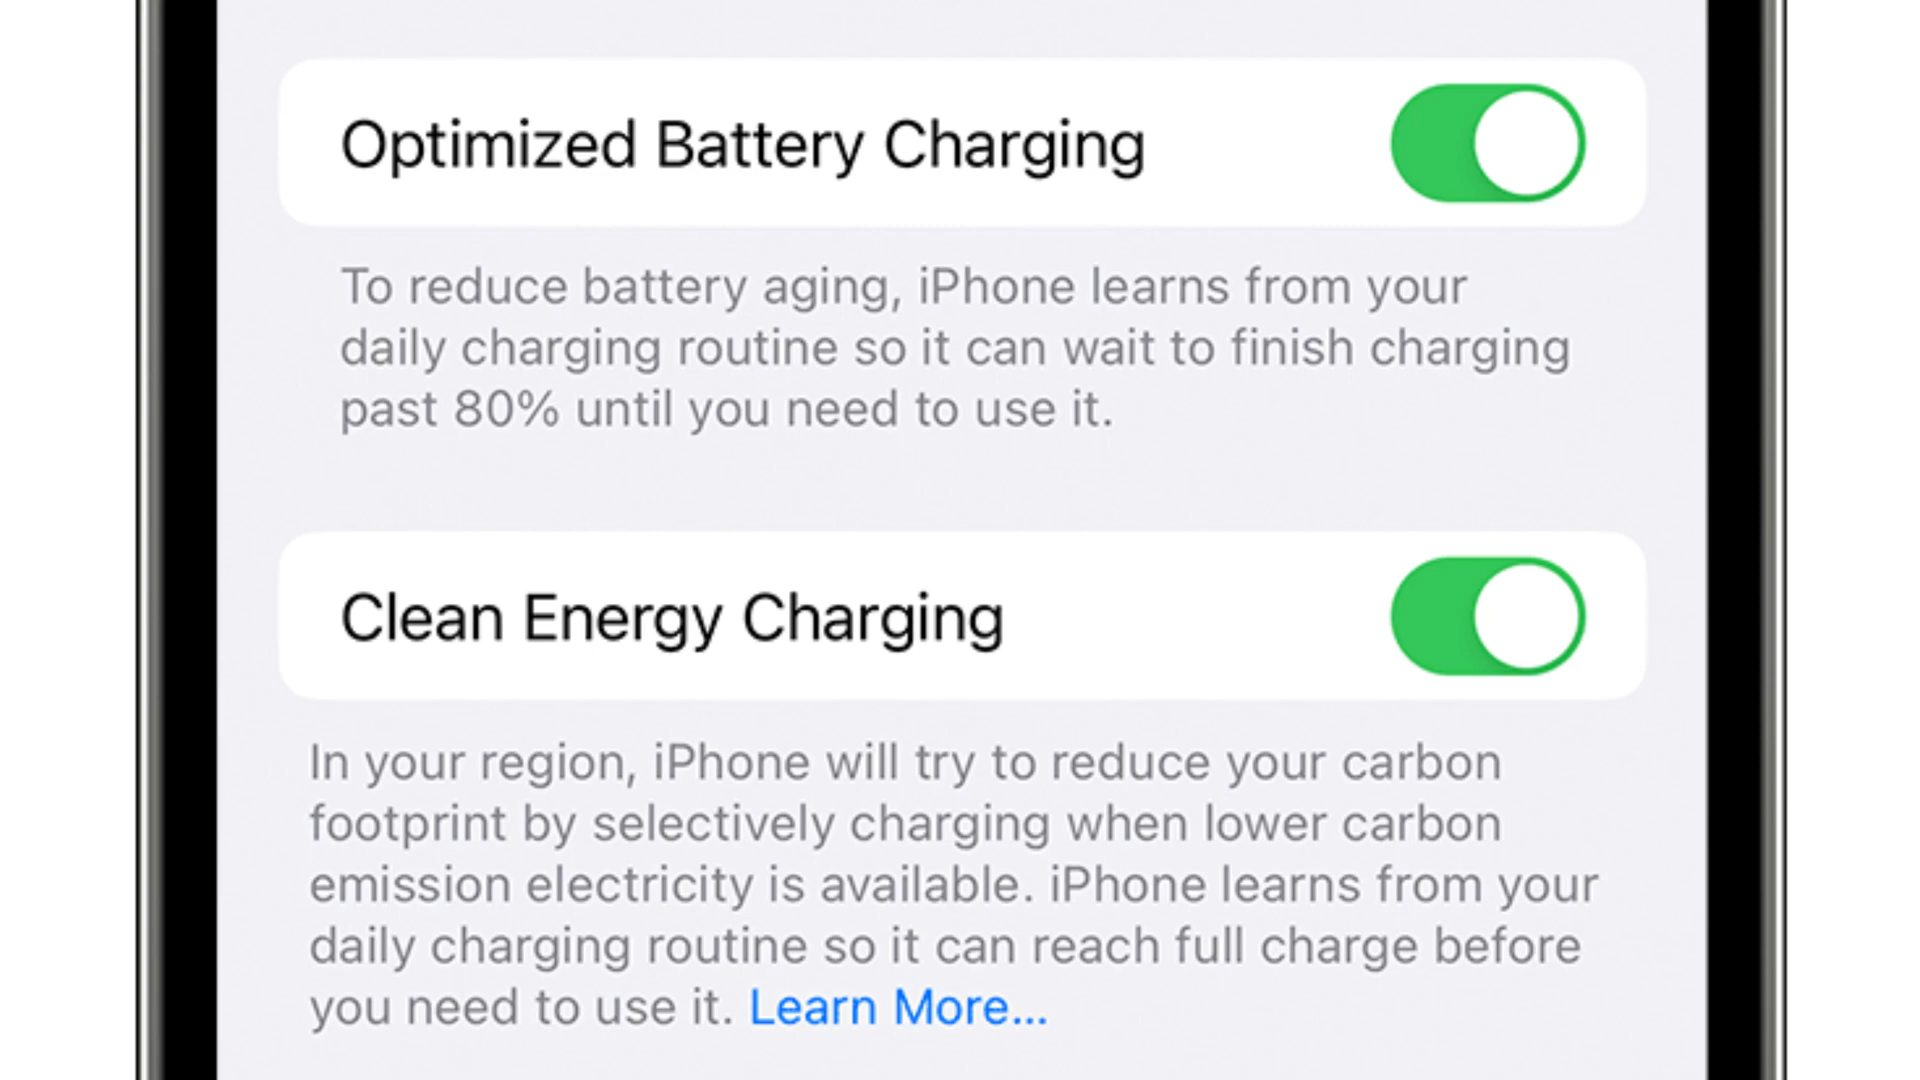 Optimized Battery Charging
To reduce battery aging, iPhone learns from your
daily charging routine so it can wait to finish charging
past 80% until you need to use it.
Clean Energy Charging
In your region, iPhone will try to reduce your carbon
footprint by selectively charging when lower carbon
emission electricity is available. iPhone learns from your
daily charging routine so it can reach full charge before
you need to use it. Learn More...